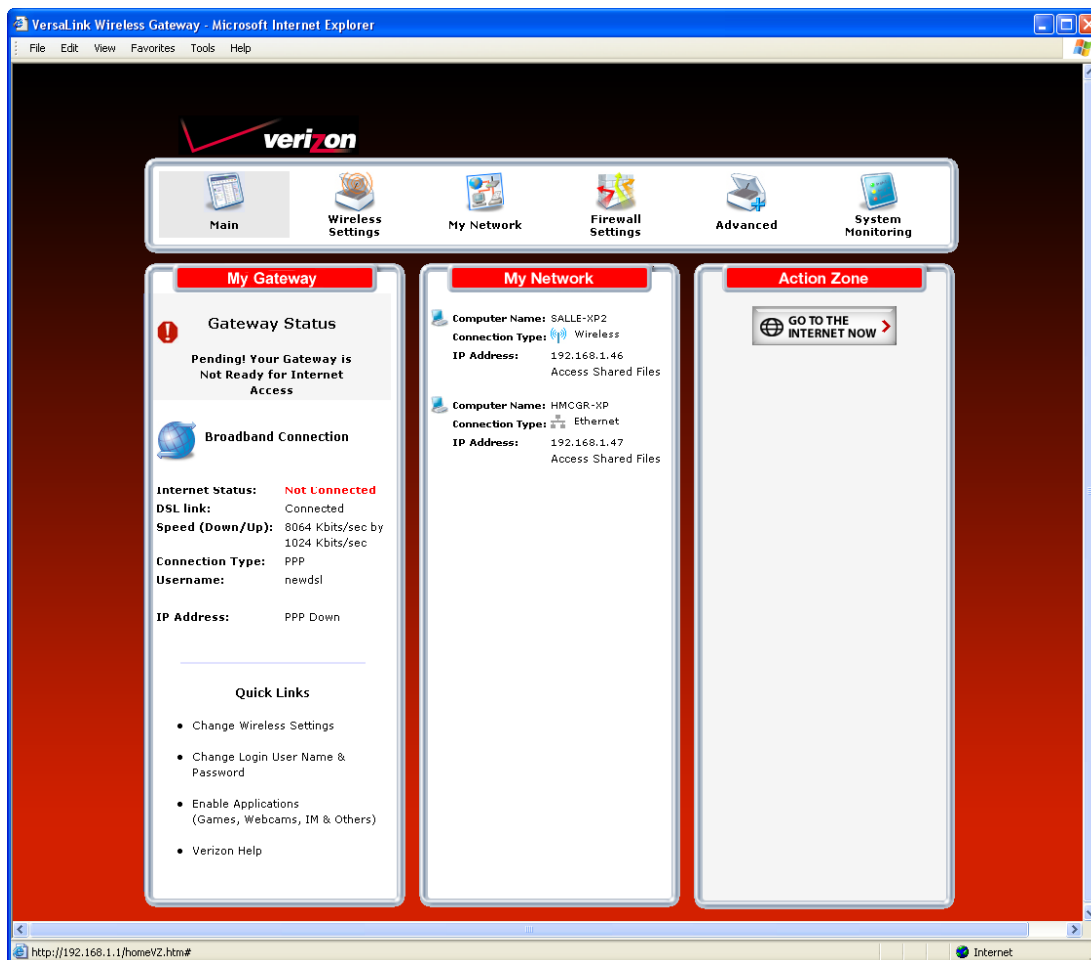 VersaLink Wireless Gateway - Microsoft Internet Explorer
File Edit View Favorites Tools Help
verizon
Main
Wireless
Settings
My Network
Firewall
Settings
Advanced
System
Monitoring
My Gateway
Gateway Status
Pending! Your Gateway is
Not Ready for Internet
Access
Broadband Connection
Internet Status: Not Connected
DSL link: Connected
Speed (Down/Up): 8064 Kbits/sec by
1024 Kbits/sec
Connection Type: PPP
Username: newdsl
IP Address: PPP Down
Quick Links
• Change Wireless Settings
• Change Login User Name &
Password
• Enable Applications
(Games, Webcams, IM & Others)
• Verizon Help
My Network
Computer Name: SALLE-XP2
Connection Type: Wireless
IP Address: 192.168.1.46
Access Shared Files
Computer Name: HMCGR-XP
Connection Type: Ethernet
IP Address: 192.168.1.47
Access Shared Files
Action Zone
GO TO THE
INTERNET NOW
http://192.168.1.1/homeVZ.htm#
Internet